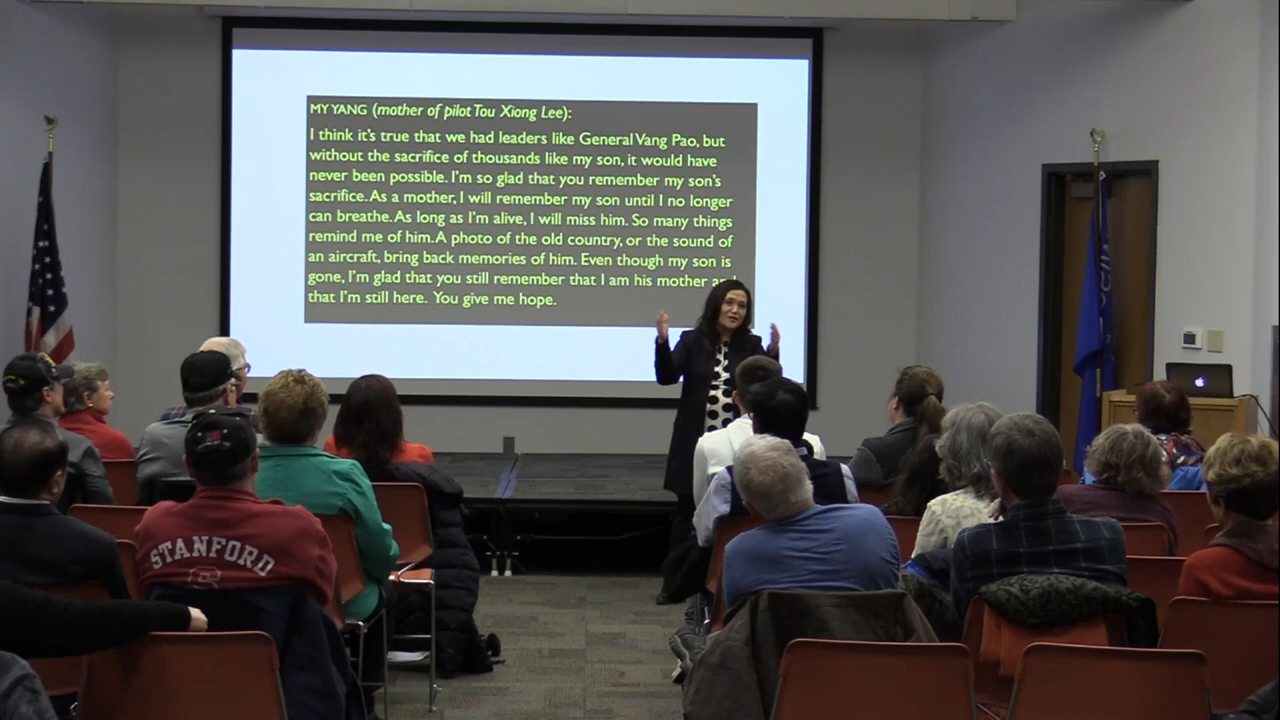 MY YANG (mother of pilot Tou Xiong Lee):
I think it's true that we had leaders like General Vang Pao, but
without the sacrifice of thousands like my son, it would have
never been possible. I'm so glad that you remember my son's
sacrifice. As a mother, I will remember my son until I no longer
can breathe. As long as I'm alive, I will miss him. So many things
remind me of him. A photo of the old country, or the sound of
an aircraft, bring back memories of him. Even though my son is
gone, I'm glad that you still remember that I am his mother and
that I'm still here. You give me hope.
STANFORD